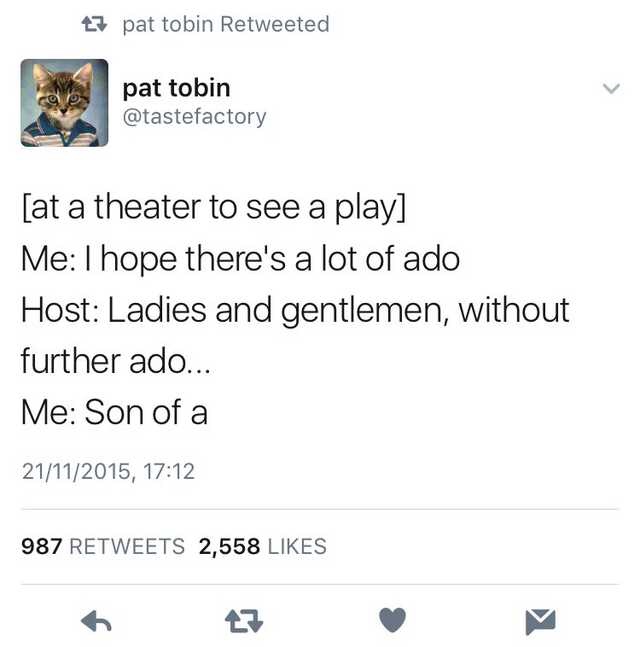 pat tobin Retweeted
pat tobin
@tastefactory
[at a theater to see a play]
Me: I hope there's a lot of ado
Host: Ladies and gentlemen, without
further ado...
Me: Son of a
21/11/2015, 17:12
987 RETWEETS 2,558 LIKES